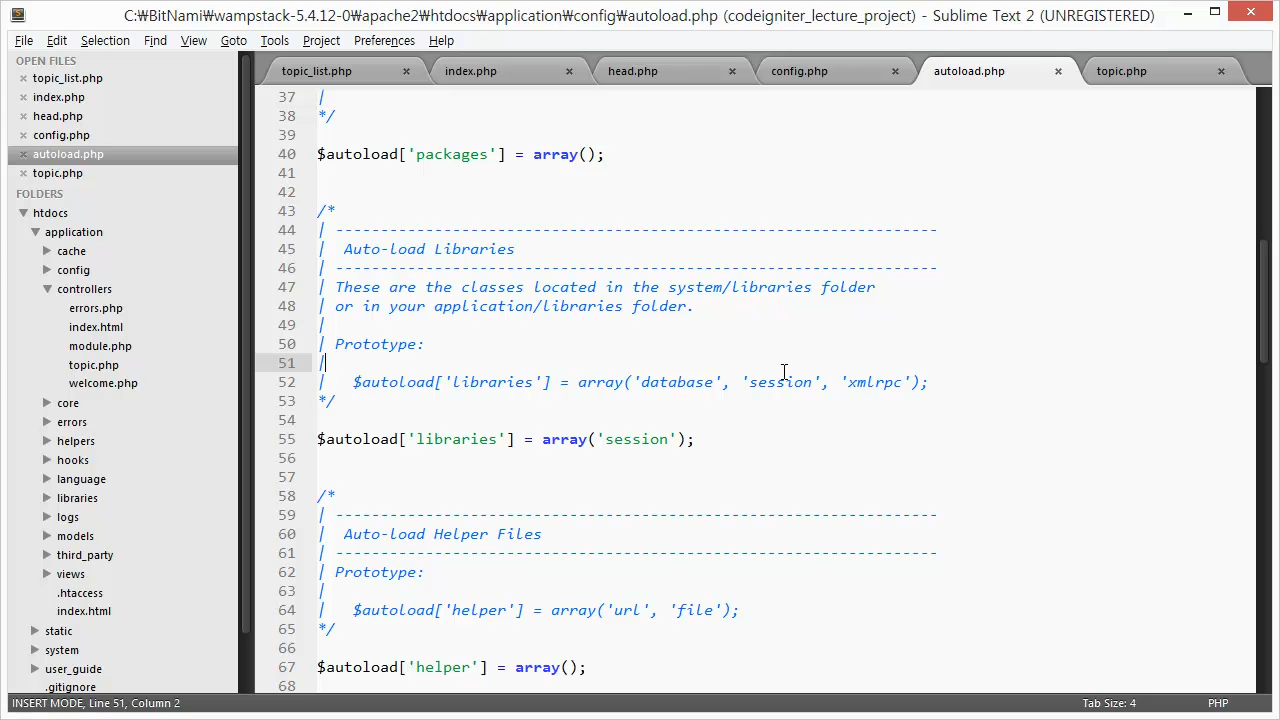 C:₩BitNami₩wampstack-5.4.12-0₩apache2₩htdocs₩application₩config₩autoload.php (codeigniter_lecture_project) - Sublime Text 2 (UNREGISTERED)
File Edit Selection Find View Goto Tools Project Preferences Help
OPEN FILES
topic_list.php
index.php
head.php
config.php
autoload.php
topic.php
FOLDERS
htdocs
application
cache
config
controllers
errors.php
index.html
module.php
topic.php
welcome.php
core
errors
helpers
hooks
language
libraries
logs
models
third_party
views
.htaccess
index.html
static
system
user_guide
.gitignore
topic_list.php index.php head.php config.php autoload.php topic.php
37 |
38 */
39
40 $autoload['packages'] = array();
41
42
43 /*
44 | -------------------------------------------------------------------
45 |  Auto-load Libraries
46 | -------------------------------------------------------------------
47 | These are the classes located in the system/libraries folder
48 | or in your application/libraries folder.
49 |
50 | Prototype:
51 |
52 |   $autoload['libraries'] = array('database', 'session', 'xmlrpc');
53 */
54
55 $autoload['libraries'] = array('session');
56
57
58 /*
59 | -------------------------------------------------------------------
60 |  Auto-load Helper Files
61 | -------------------------------------------------------------------
62 | Prototype:
63 |
64 |   $autoload['helper'] = array('url', 'file');
65 */
66
67 $autoload['helper'] = array();
68
INSERT MODE, Line 51, Column 2 Tab Size: 4 PHP